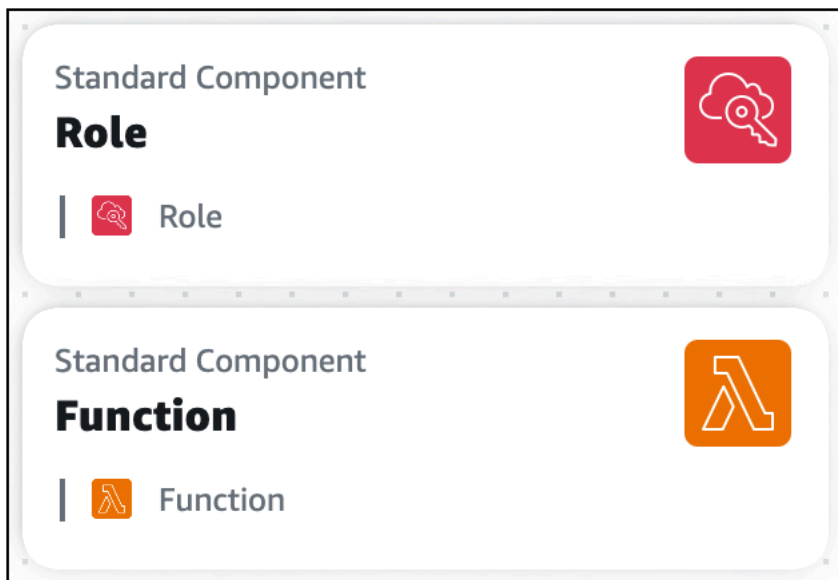 Standard Component
Role
Role
Standard Component
Function
Function